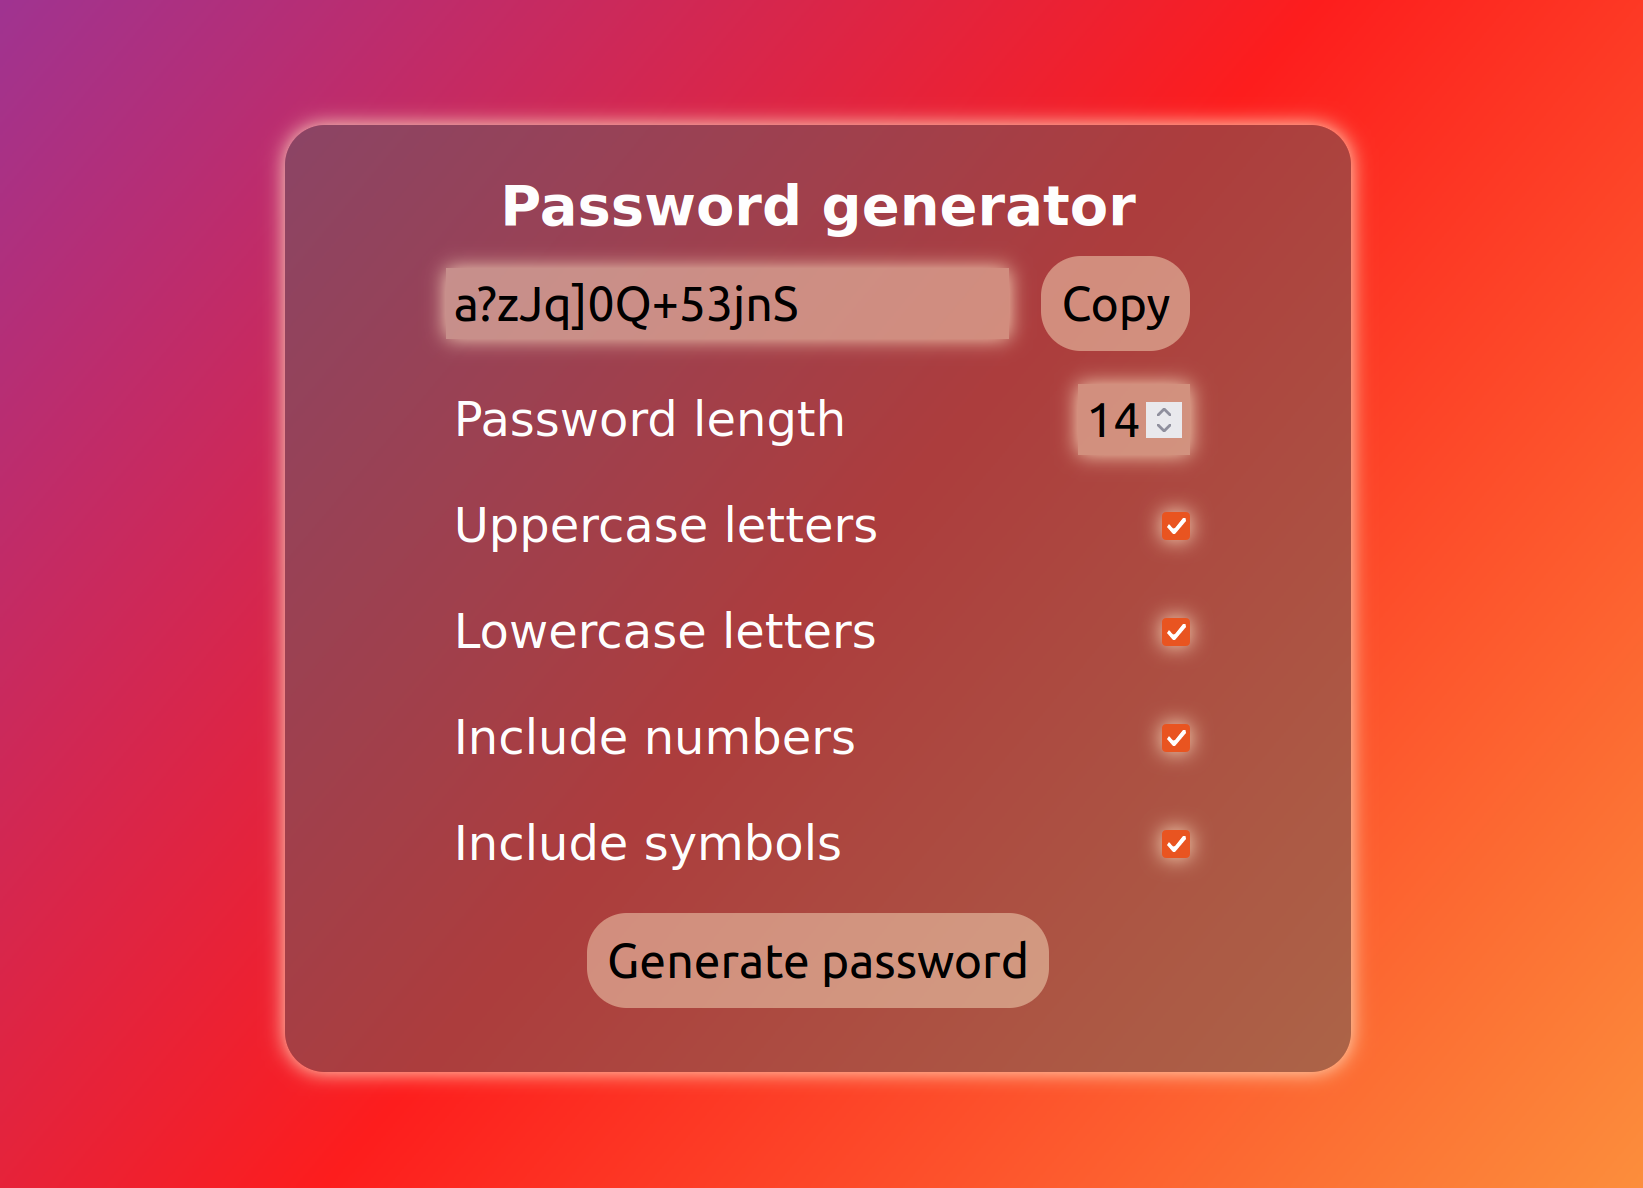 Password generator
a?zJq]0Q+53jnS Copy
Password length 14
Uppercase letters
Lowercase letters
Include numbers
Include symbols
Generate password